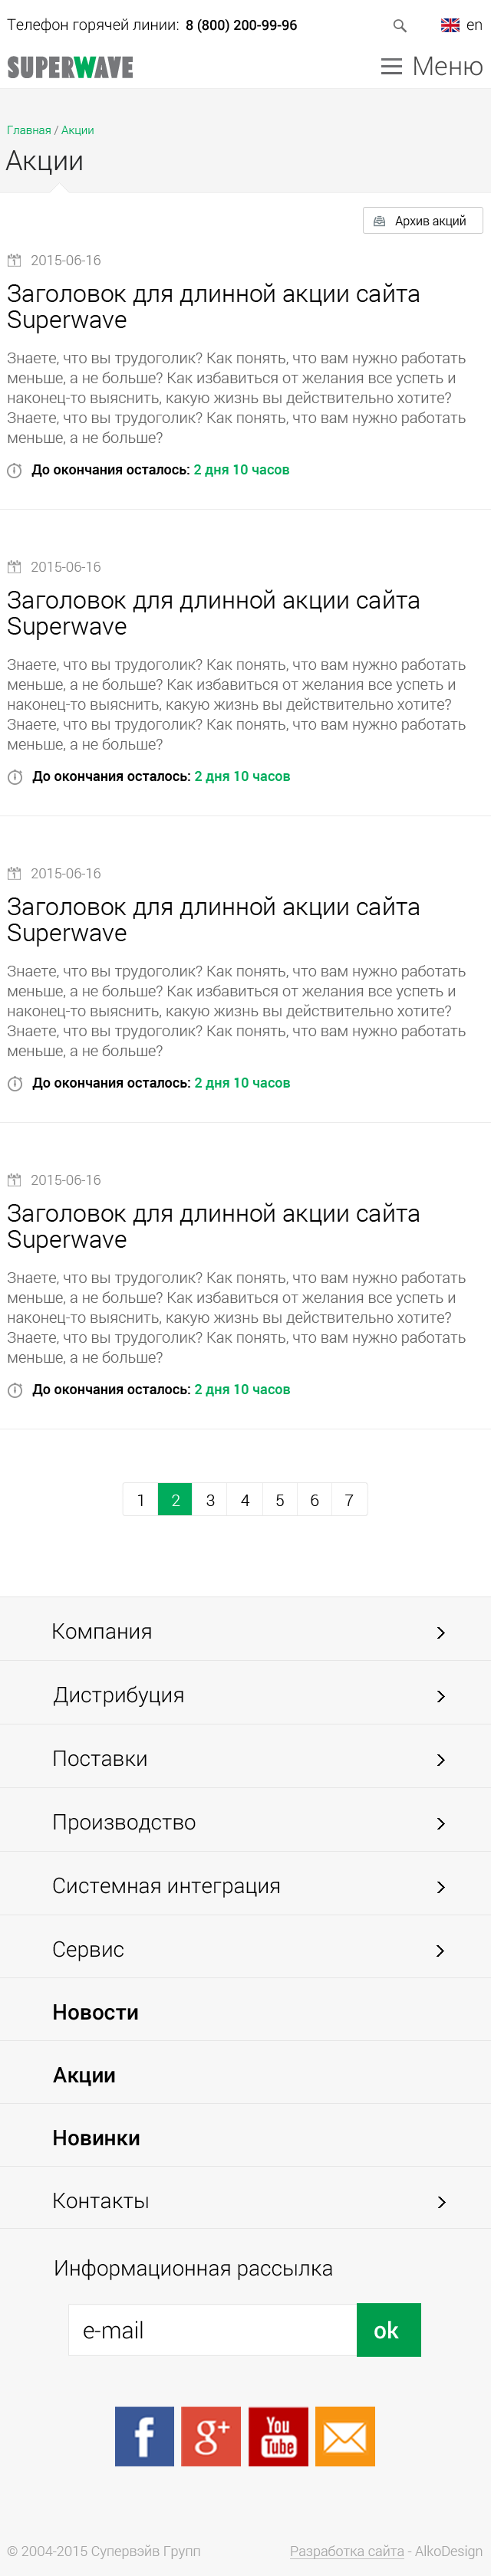 Телефон горячей линии: 8 (800) 200-99-96 en
SUPERWAVE Меню
Главная / Акции
Акции
Архив акций
2015-06-16
Заголовок для длинной акции сайта
Superwave
Знаете, что вы трудоголик? Как понять, что вам нужно работать
меньше, а не больше? Как избавиться от желания все успеть и
наконец-то выяснить, какую жизнь вы действительно хотите?
Знаете, что вы трудоголик? Как понять, что вам нужно работать
меньше, а не больше?
До окончания осталось: 2 дня 10 часов
2015-06-16
Заголовок для длинной акции сайта
Superwave
Знаете, что вы трудоголик? Как понять, что вам нужно работать
меньше, а не больше? Как избавиться от желания все успеть и
наконец-то выяснить, какую жизнь вы действительно хотите?
Знаете, что вы трудоголик? Как понять, что вам нужно работать
меньше, а не больше?
До окончания осталось: 2 дня 10 часов
2015-06-16
Заголовок для длинной акции сайта
Superwave
Знаете, что вы трудоголик? Как понять, что вам нужно работать
меньше, а не больше? Как избавиться от желания все успеть и
наконец-то выяснить, какую жизнь вы действительно хотите?
Знаете, что вы трудоголик? Как понять, что вам нужно работать
меньше, а не больше?
До окончания осталось: 2 дня 10 часов
2015-06-16
Заголовок для длинной акции сайта
Superwave
Знаете, что вы трудоголик? Как понять, что вам нужно работать
меньше, а не больше? Как избавиться от желания все успеть и
наконец-то выяснить, какую жизнь вы действительно хотите?
Знаете, что вы трудоголик? Как понять, что вам нужно работать
меньше, а не больше?
До окончания осталось: 2 дня 10 часов
1 2 3 4 5 6 7
Компания
Дистрибуция
Поставки
Производство
Системная интеграция
Сервис
Новости
Акции
Новинки
Контакты
Информационная рассылка
e-mail ok
f g+ You Tube
© 2004-2015 Супервэйв Групп Разработка сайта - AlkoDesign